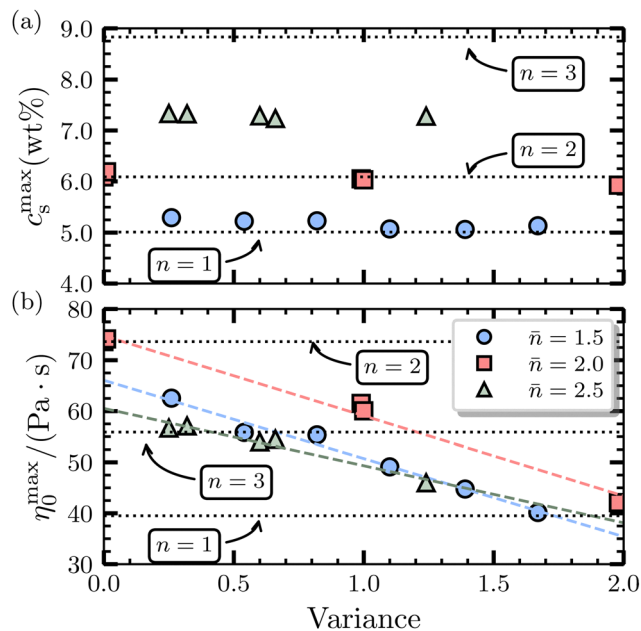 (a)
9.0
8.0
7.0
6.0
5.0
4.0
c_s^max (wt%)
n = 3
n = 2
n = 1
(b)
80
70
60
50
40
30
η_0^max/(Pa · s)
n̄ = 1.5
n̄ = 2.0
n̄ = 2.5
n = 2
n = 3
n = 1
0.0 0.5 1.0 1.5 2.0
Variance